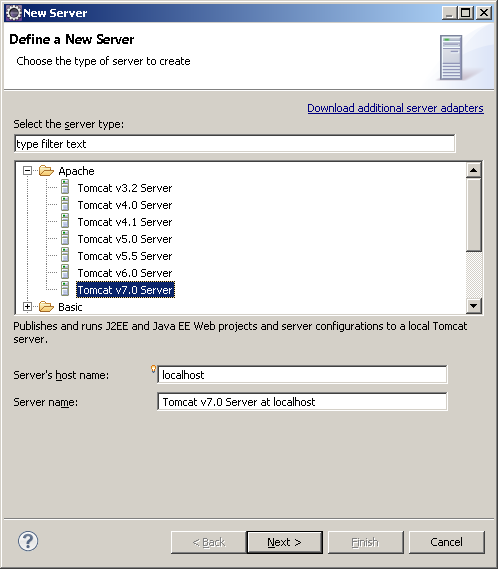 New Server
Define a New Server
Choose the type of server to create
Download additional server adapters
Select the server type:
type filter text
Apache
Tomcat v3.2 Server
Tomcat v4.0 Server
Tomcat v4.1 Server
Tomcat v5.0 Server
Tomcat v5.5 Server
Tomcat v6.0 Server
Tomcat v7.0 Server
Basic
Publishes and runs J2EE and Java EE Web projects and server configurations to a local Tomcat
server.
Server's host name:
localhost
Server name:
Tomcat v7.0 Server at localhost
?
< Back
Next >
Finish
Cancel